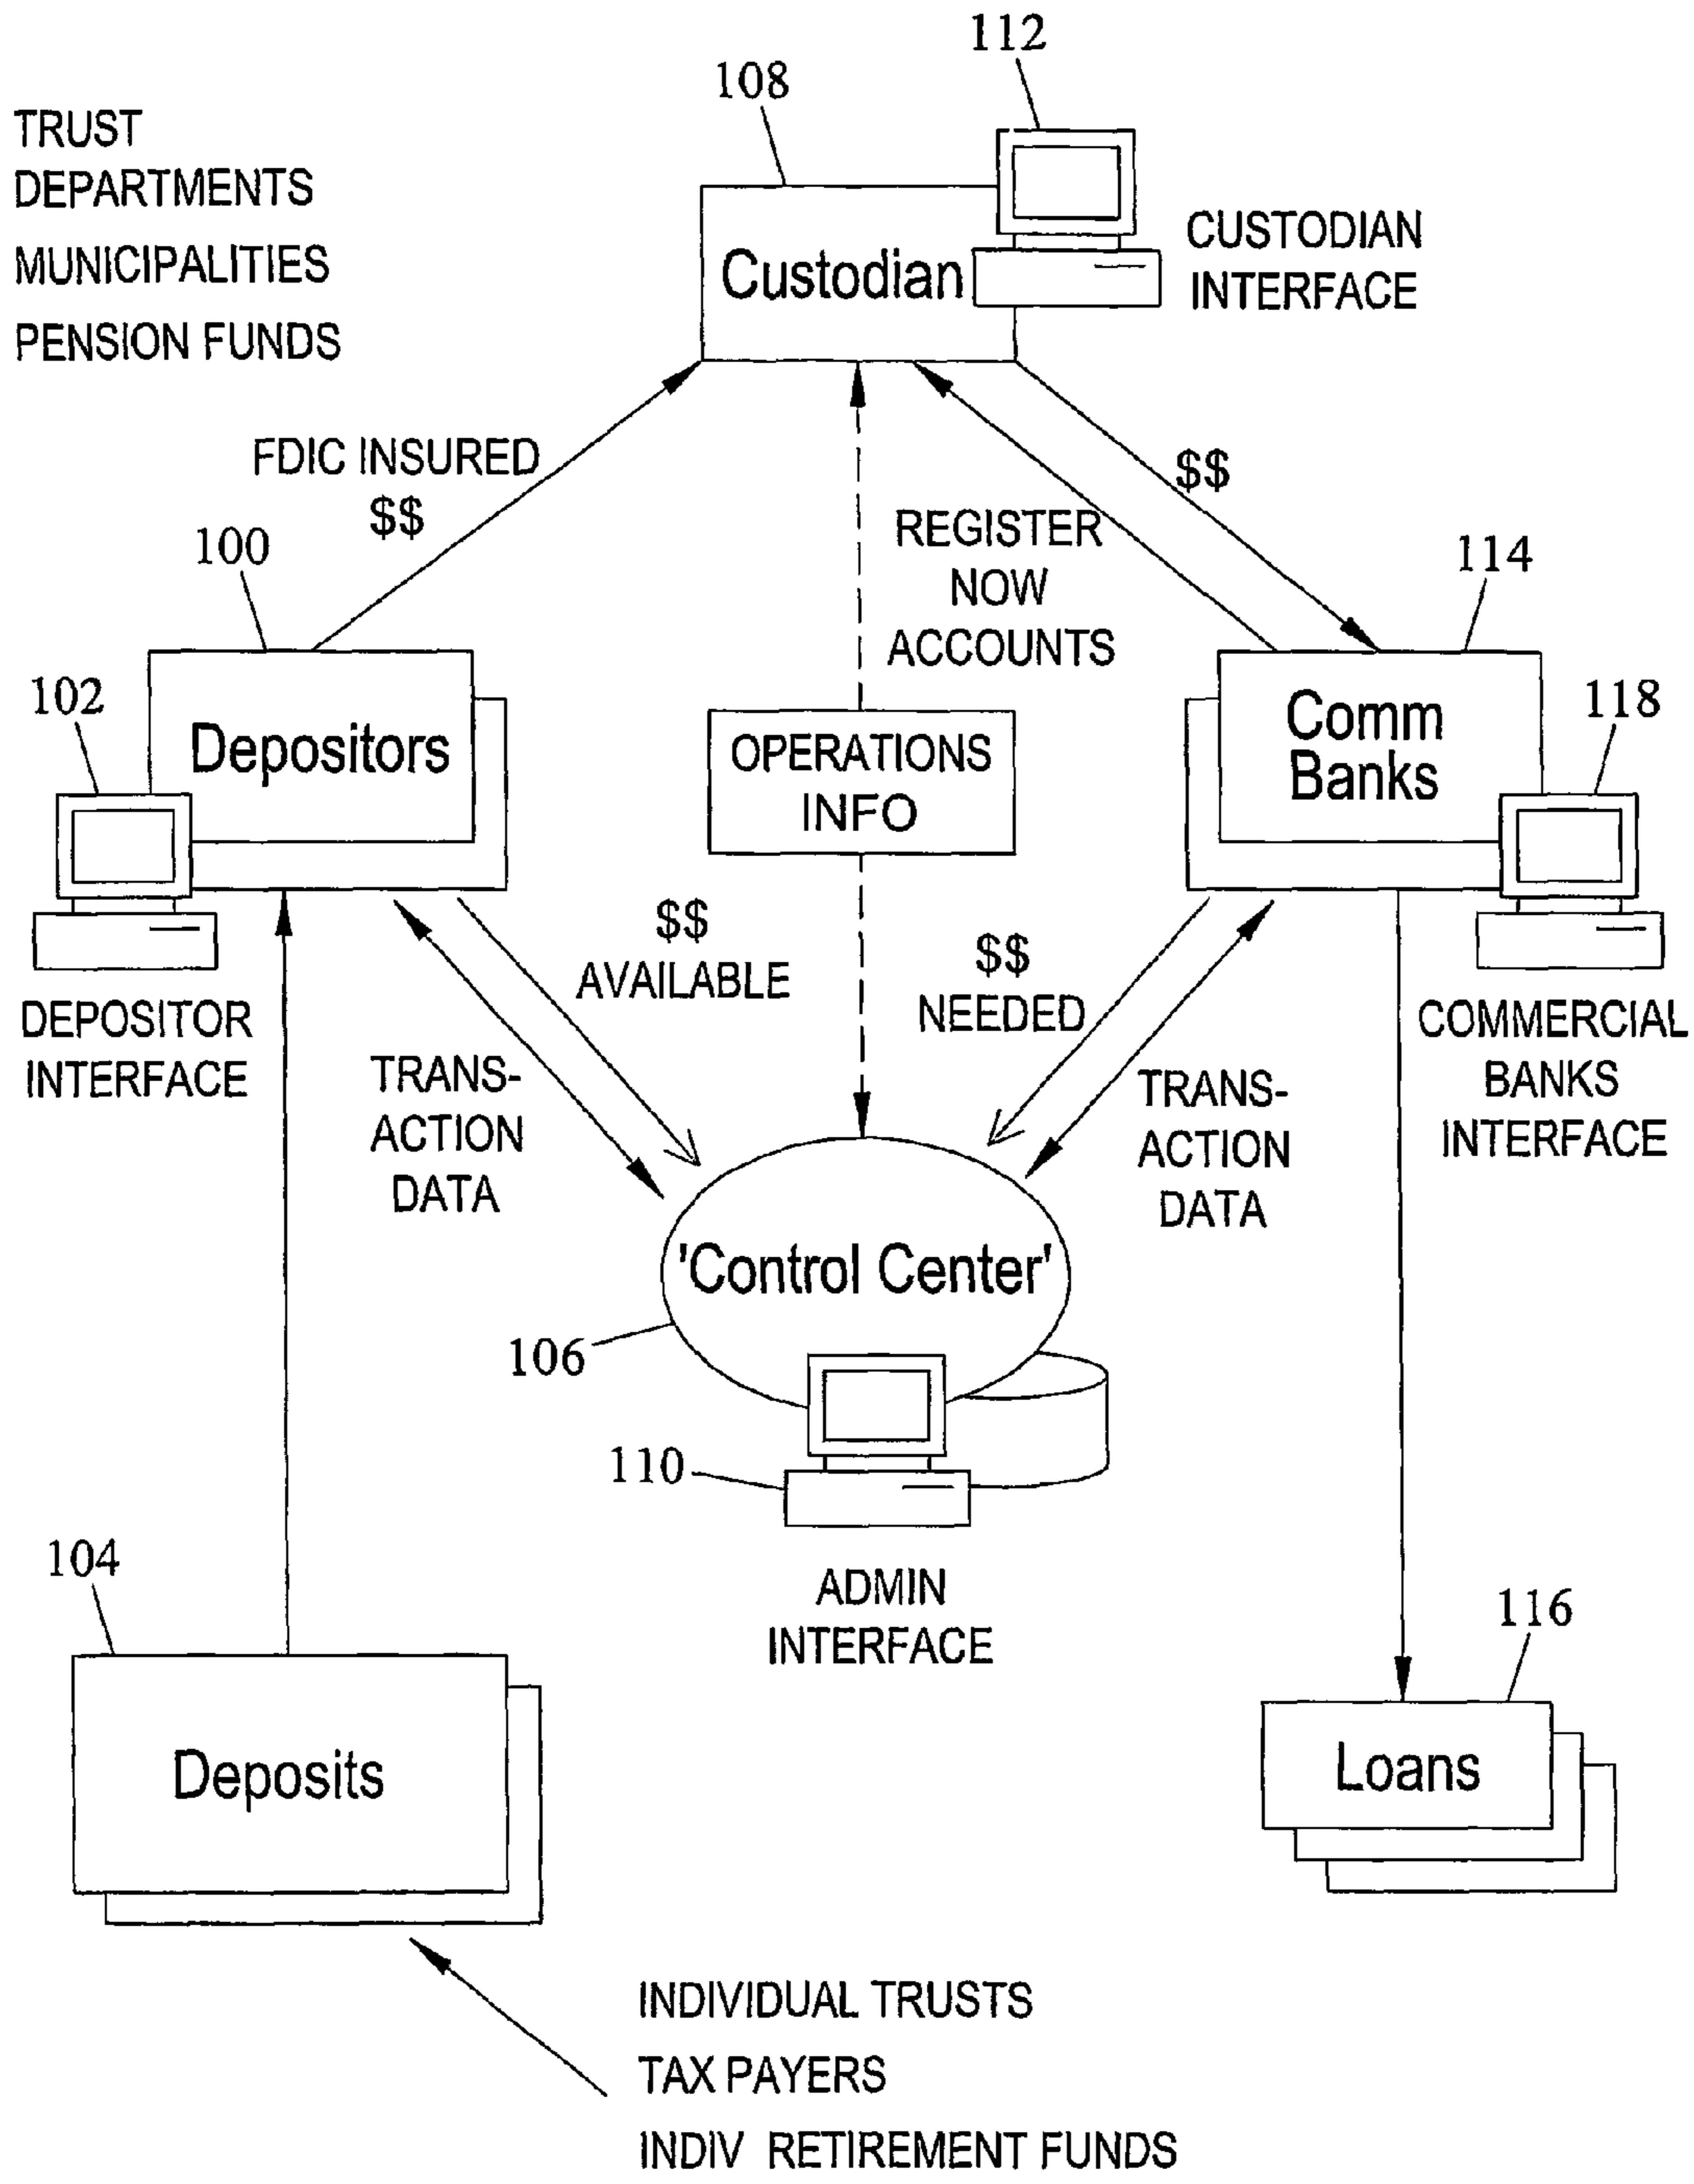 112
108
TRUST
DEPARTMENTS
MUNICIPALITIES
PENSION FUNDS
Custodian
CUSTODIAN
INTERFACE
FDIC INSURED
$$
$$
REGISTER
NOW
ACCOUNTS
100
114
102
118
Depositors
OPERATIONS
INFO
Comm
Banks
$$
AVAILABLE
$$
NEEDED
DEPOSITOR
INTERFACE
COMMERCIAL
BANKS
INTERFACE
TRANS-
ACTION
DATA
TRANS-
ACTION
DATA
'Control Center'
106
110
ADMIN
INTERFACE
104
116
Deposits
Loans
INDIVIDUAL TRUSTS
TAX PAYERS
INDIV RETIREMENT FUNDS